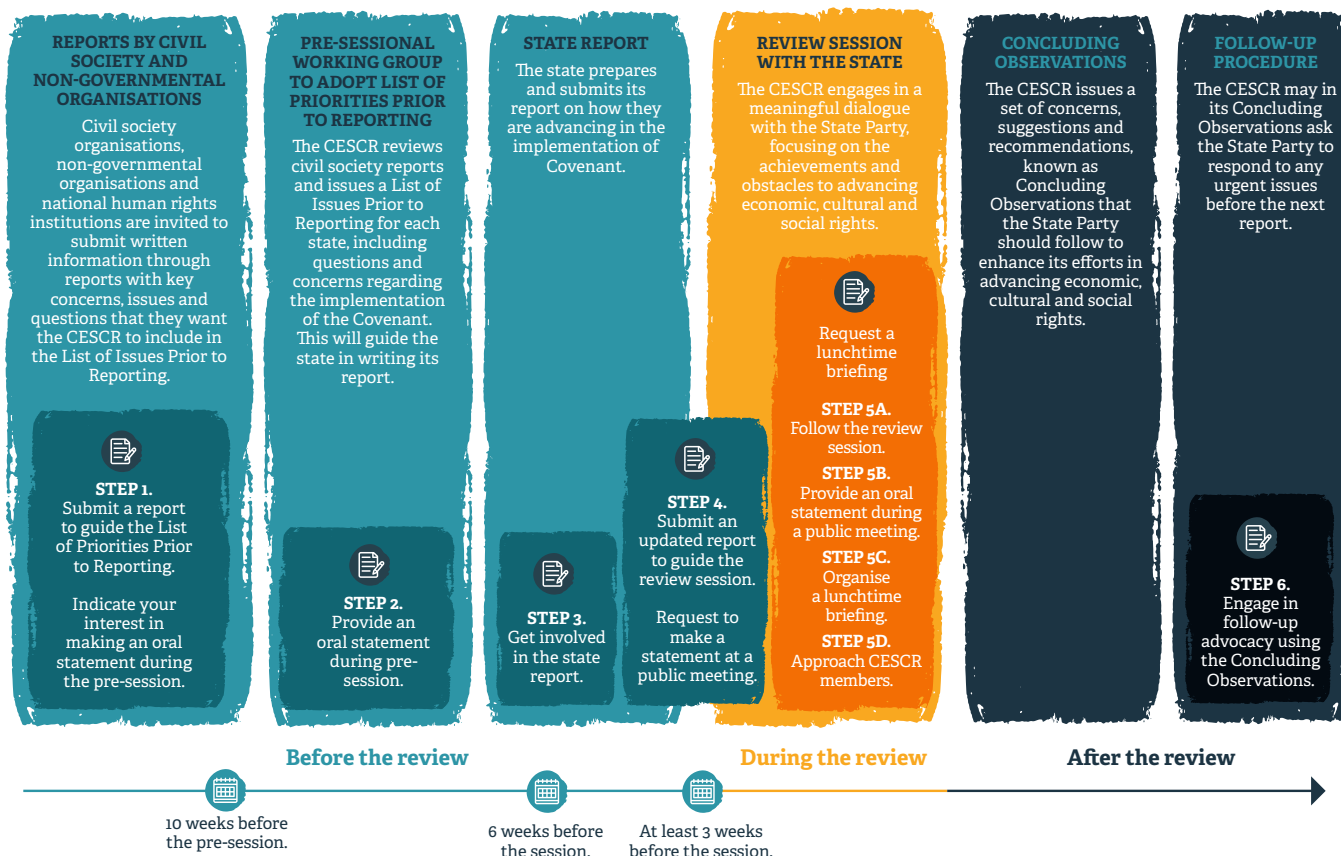 REPORTS BY CIVIL
SOCIETY AND
NON-GOVERNMENTAL
ORGANISATIONS
Civil society
organisations,
non-governmental
organisations and
national human rights
institutions are invited to
submit written
information through
reports with key
concerns, issues and
questions that they want
the CESCR to include in
the List of Issues Prior to
Reporting.
STEP 1.
Submit a report
to guide the List
of Priorities Prior
to Reporting.
Indicate your
interest in
making an oral
statement during
the pre-session.
PRE-SESSIONAL
WORKING GROUP
TO ADOPT LIST OF
PRIORITIES PRIOR
TO REPORTING
The CESCR reviews
civil society reports
and issues a List of
Issues Prior to
Reporting for each
state, including
questions and
concerns regarding
the implementation
of the Covenant.
This will guide the
state in writing its
report.
STEP 2.
Provide an
oral statement
during pre-
session.
STATE REPORT
The state prepares
and submits its
report on how they
are advancing in the
implementation of
Covenant.
STEP 3.
Get involved
in the state
report.
STEP 4.
Submit an
updated report
to guide the
review session.
Request to
make a
statement at a
public meeting.
REVIEW SESSION
WITH THE STATE
The CESCR engages in a
meaningful dialogue
with the State Party,
focusing on the
achievements and
obstacles to advancing
economic, cultural and
social rights.
Request a
lunchtime
briefing
STEP 5A.
Follow the review
session.
STEP 5B.
Provide an oral
statement during
a public meeting.
STEP 5C.
Organise
a lunchtime
briefing.
STEP 5D.
Approach CESCR
members.
CONCLUDING
OBSERVATIONS
The CESCR issues a
set of concerns,
suggestions and
recommendations,
known as
Concluding
Observations that
the State Party
should follow to
enhance its efforts in
advancing economic,
cultural and social
rights.
FOLLOW-UP
PROCEDURE
The CESCR may in
its Concluding
Observations ask
the State Party to
respond to any
urgent issues
before the next
report.
STEP 6.
Engage in
follow-up
advocacy using
the Concluding
Observations.
Before the review
During the review
After the review
10 weeks before
the pre-session.
6 weeks before
the session.
At least 3 weeks
before the session.